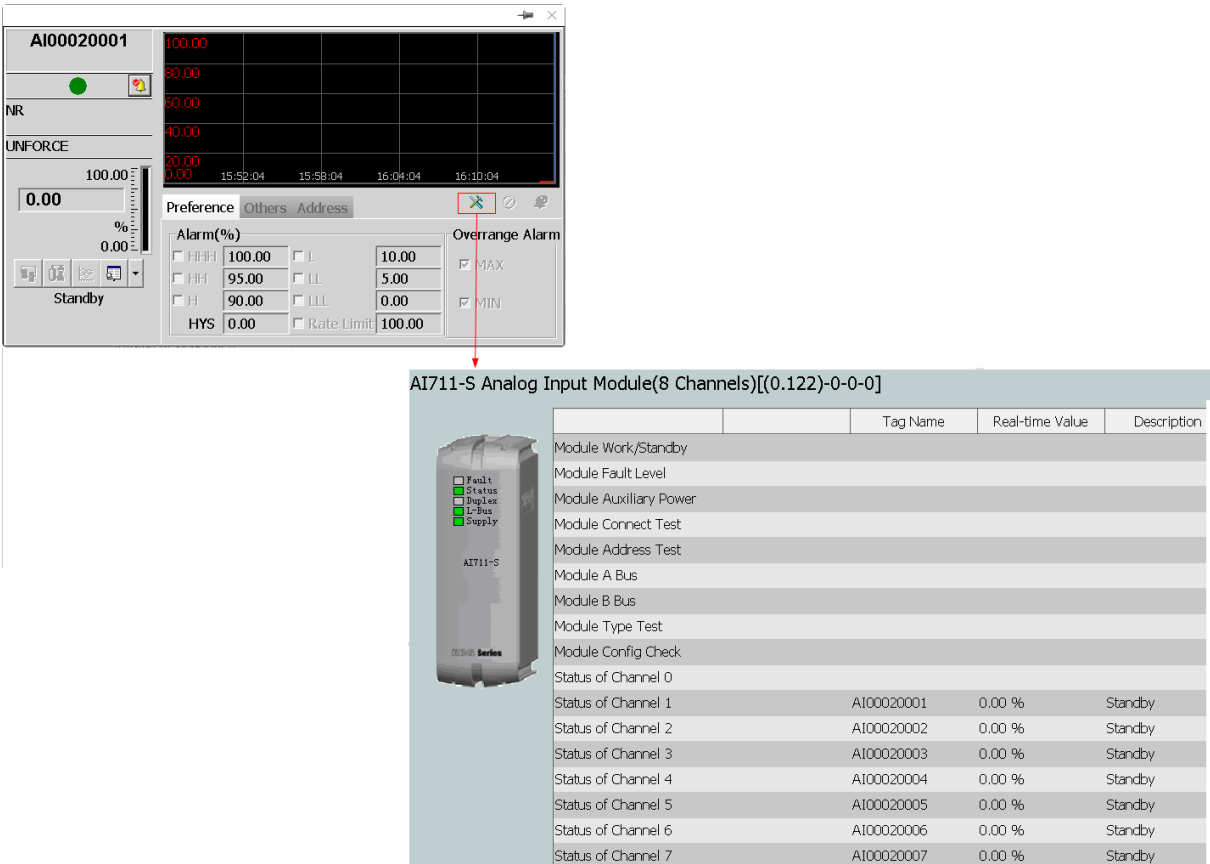 AI00020001
NR
UNFORCE
100.00
0.00
%
0.00
Standby
100.00
80.00
60.00
40.00
20.00
0.00
15:52:04 15:58:04 16:04:04 16:10:04
Preference Others Address
Alarm(%) Overrange Alarm
HHH 100.00 L 10.00 MAX
HH 95.00 LL 5.00
H 90.00 LLL 0.00 MIN
HYS 0.00 Rate Limit 100.00
AI711-S Analog Input Module(8 Channels)[(0.122)-0-0-0]
Fault
Status
Duplex
L-Bus
Supply
AI711-S
Series
Tag Name Real-time Value Description
Module Work/Standby
Module Fault Level
Module Auxiliary Power
Module Connect Test
Module Address Test
Module A Bus
Module B Bus
Module Type Test
Module Config Check
Status of Channel 0
Status of Channel 1 AI00020001 0.00 % Standby
Status of Channel 2 AI00020002 0.00 % Standby
Status of Channel 3 AI00020003 0.00 % Standby
Status of Channel 4 AI00020004 0.00 % Standby
Status of Channel 5 AI00020005 0.00 % Standby
Status of Channel 6 AI00020006 0.00 % Standby
Status of Channel 7 AI00020007 0.00 % Standby